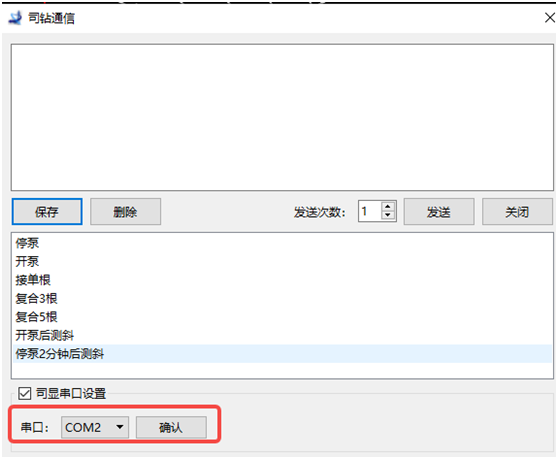 司钻通信
保存 删除 发送次数： 1 发送 关闭
停泵
开泵
接单根
复合3根
复合5根
开泵后测斜
停泵2分钟后测斜
司显串口设置
串口： COM2 确认